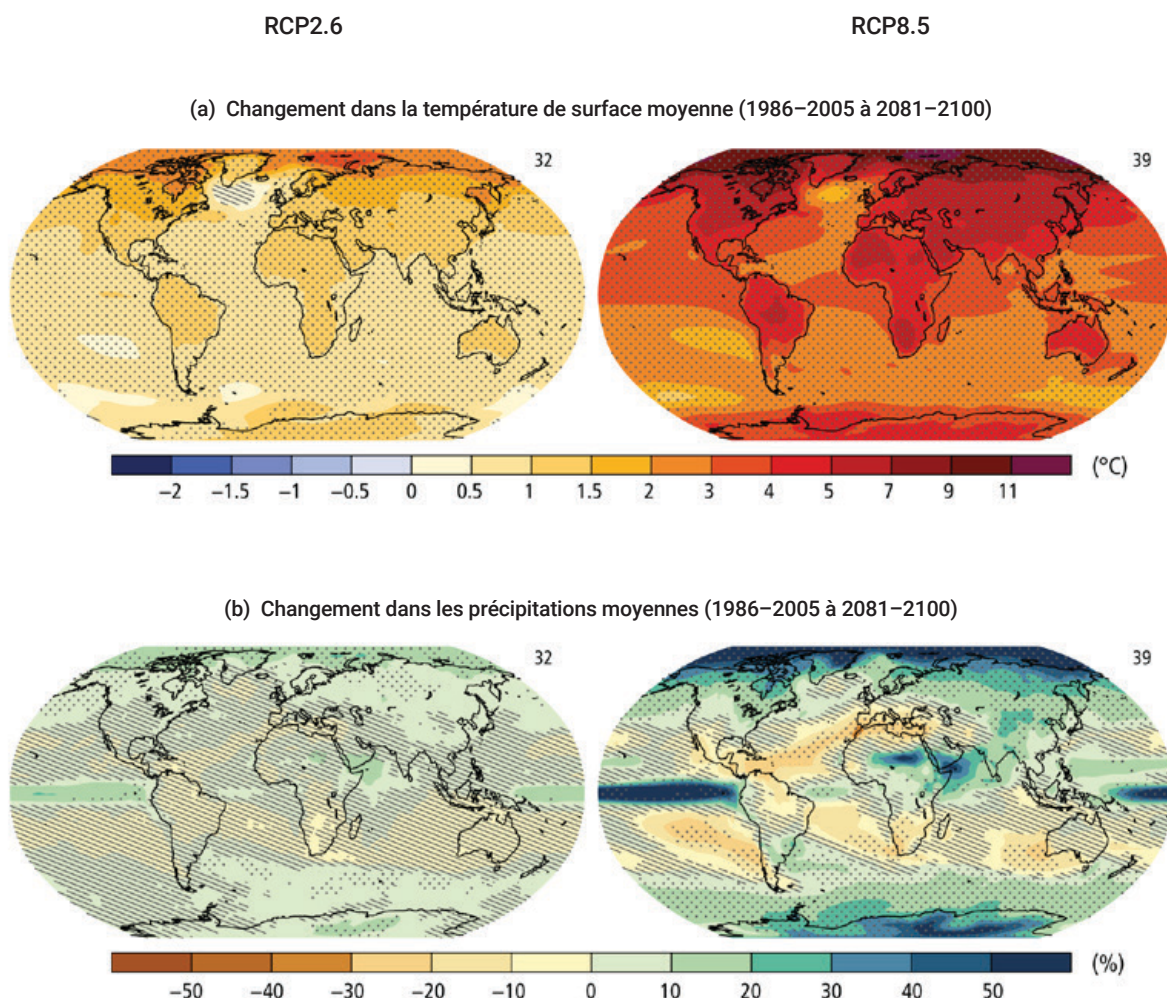 RCP2.6 RCP8.5
(a) Changement dans la température de surface moyenne (1986–2005 à 2081–2100)
32 39
−2 −1.5 −1 −0.5 0 0.5 1 1.5 2 3 4 5 7 9 11 (°C)
(b) Changement dans les précipitations moyennes (1986–2005 à 2081–2100)
32 39
−50 −40 −30 −20 −10 0 10 20 30 40 50 (%)